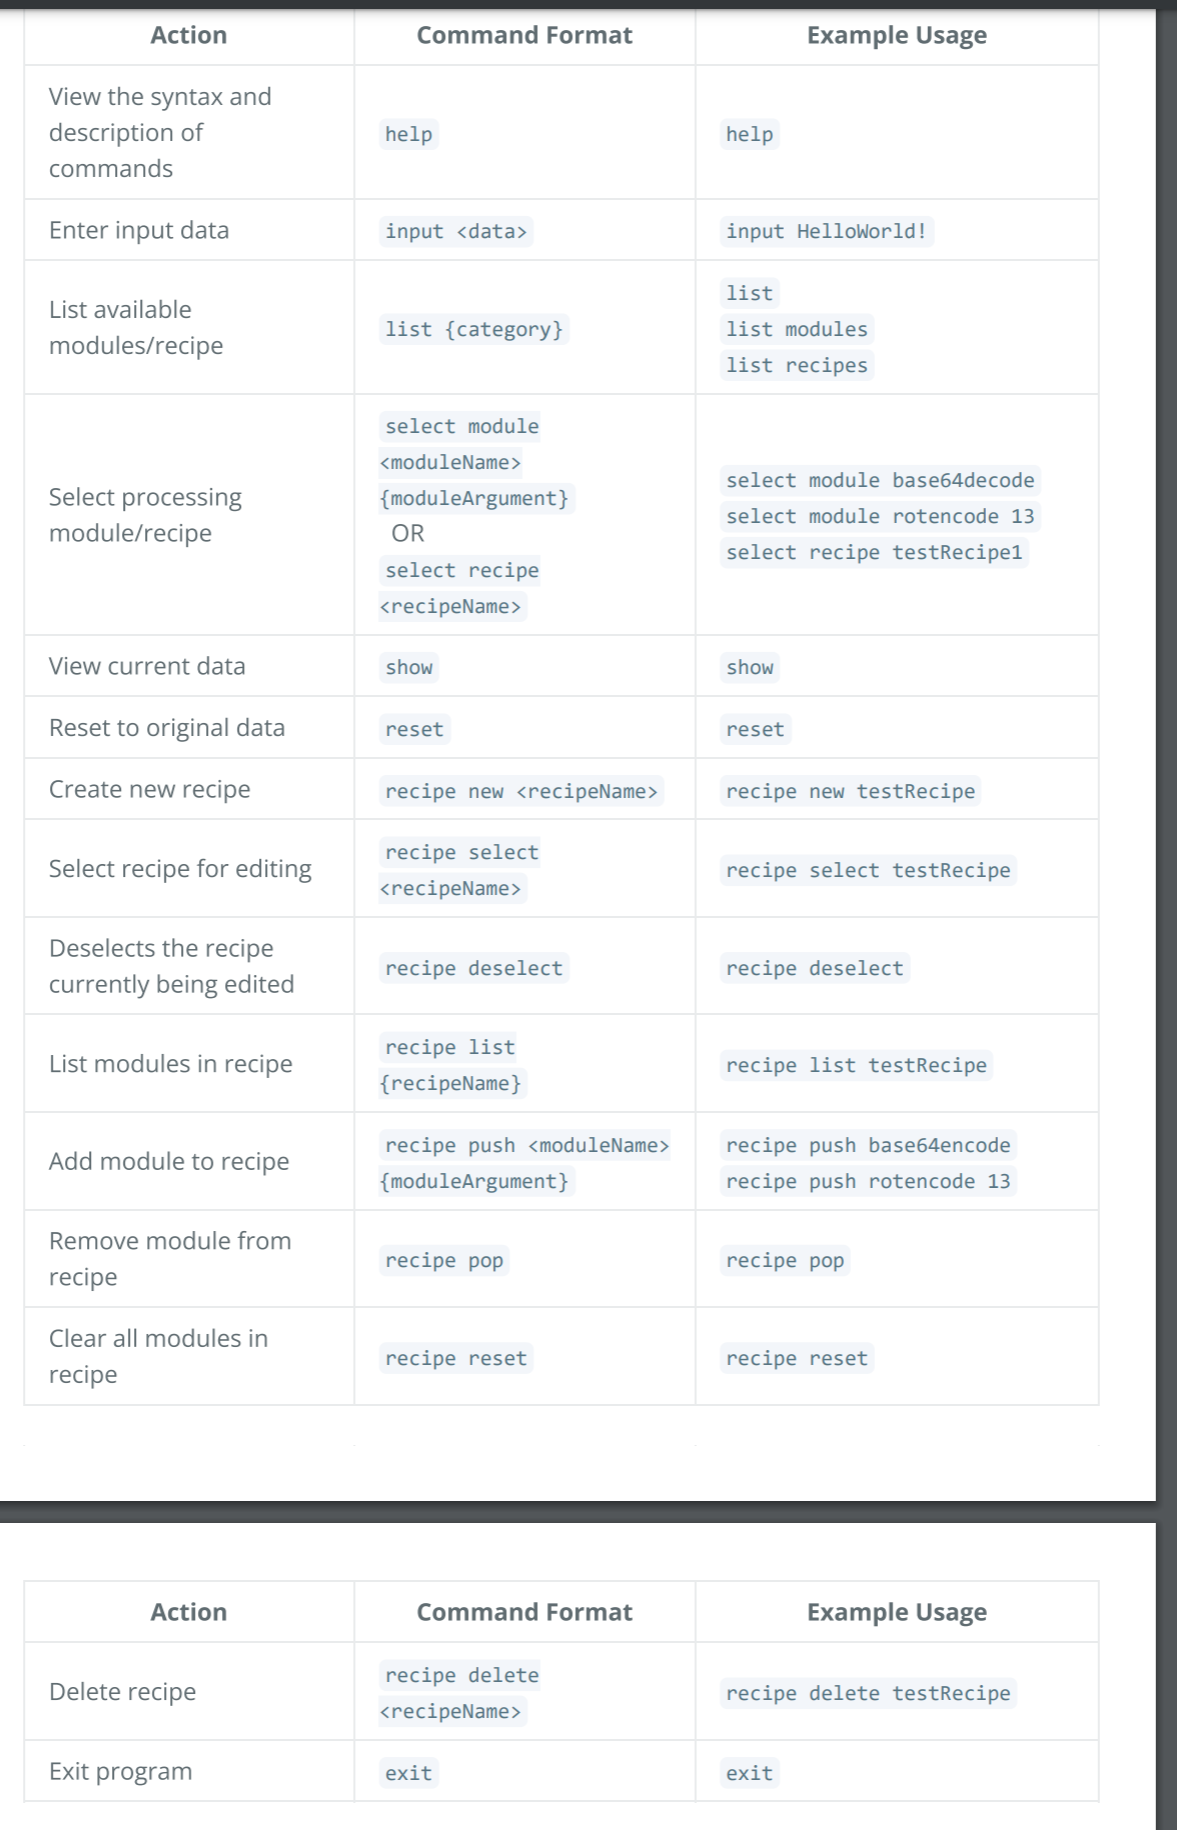 Action Command Format Example Usage
View the syntax and
description of
commands
help
help
Enter input data
input <data>
input HelloWorld!
List available
modules/recipe
list {category}
list
list modules
list recipes
Select processing
module/recipe
select module
<moduleName>
{moduleArgument}
OR
select recipe
<recipeName>
select module base64decode
select module rotencode 13
select recipe testRecipe1
View current data
show
show
Reset to original data
reset
reset
Create new recipe
recipe new <recipeName>
recipe new testRecipe
Select recipe for editing
recipe select
<recipeName>
recipe select testRecipe
Deselects the recipe
currently being edited
recipe deselect
recipe deselect
List modules in recipe
recipe list
{recipeName}
recipe list testRecipe
Add module to recipe
recipe push <moduleName>
{moduleArgument}
recipe push base64encode
recipe push rotencode 13
Remove module from
recipe
recipe pop
recipe pop
Clear all modules in
recipe
recipe reset
recipe reset
Action Command Format Example Usage
Delete recipe
recipe delete
<recipeName>
recipe delete testRecipe
Exit program
exit
exit